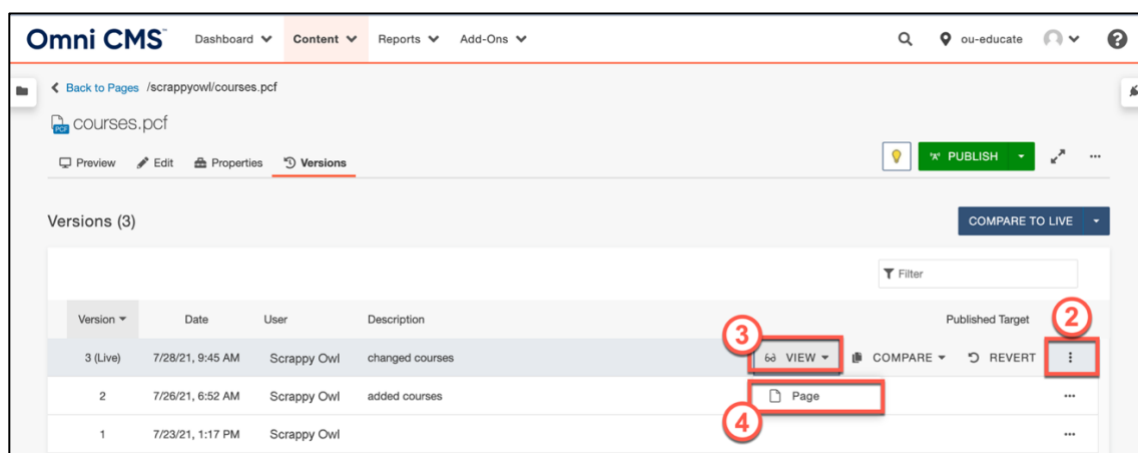 Omni CMS Dashboard Content Reports Add-Ons ou-educate ?
Back to Pages /scrappyowl/courses.pcf
PCF courses.pcf
Preview Edit Properties Versions PUBLISH ...
Versions (3) COMPARE TO LIVE
Filter
Version Date User Description Published Target 2
3
3 (Live) 7/28/21, 9:45 AM Scrappy Owl changed courses VIEW COMPARE REVERT
2 7/26/21, 6:52 AM Scrappy Owl added courses Page ...
4
1 7/23/21, 1:17 PM Scrappy Owl ...